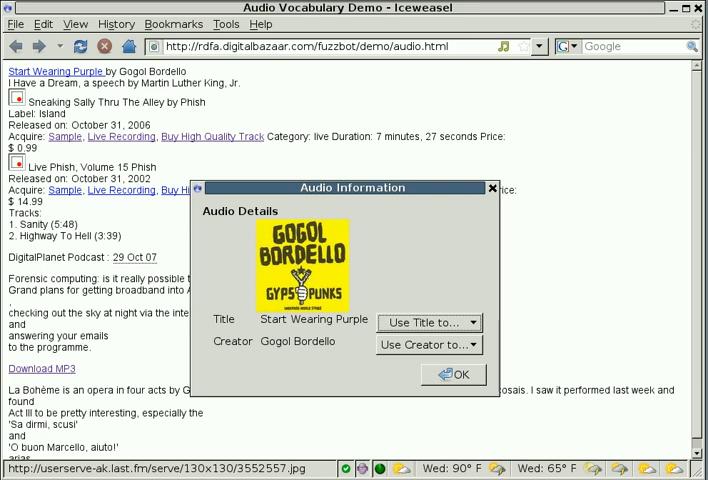 Audio Vocabulary Demo - Iceweasel
File Edit View History Bookmarks Tools Help
http://rdfa.digitalbazaar.com/fuzzbot/demo/audio.html
Google
Start Wearing Purple by Gogol Bordello
I Have a Dream, a speech by Martin Luther King, Jr.
Sneaking Sally Thru The Alley by Phish
Label: Island
Released on: October 31, 2006
Acquire: Sample, Live Recording, Buy High Quality Track Category: live Duration: 7 minutes, 27 seconds Price:
$ 0.99
Live Phish, Volume 15 Phish
Released on: October 31, 2002
Acquire: Sample, Live Recording, Buy Hi
$ 14.99
Tracks:
1. Sanity (5:48)
2. Highway To Hell (3:39)
DigitalPlanet Podcast : 29 Oct 07
Forensic computing: is it really possible t
Grand plans for getting broadband into A
,
checking out the sky at night via the inte
and
answering your emails
to the programme.
Download MP3
La Bohème is an opera in four acts by G
cosais. I saw it performed last week and
found
Act III to be pretty interesting, especially the
'Sa dirmi, scusi'
and
'O buon Marcello, aiuto!'
arias
Audio Information
Audio Details
GOGOL
BORDELLO
GYPSY PUNKS
Title Start Wearing Purple Use Title to...
Creator Gogol Bordello Use Creator to...
OK
http://userserve-ak.last.fm/serve/130x130/3552557.jpg
Wed: 90° F Wed: 65° F